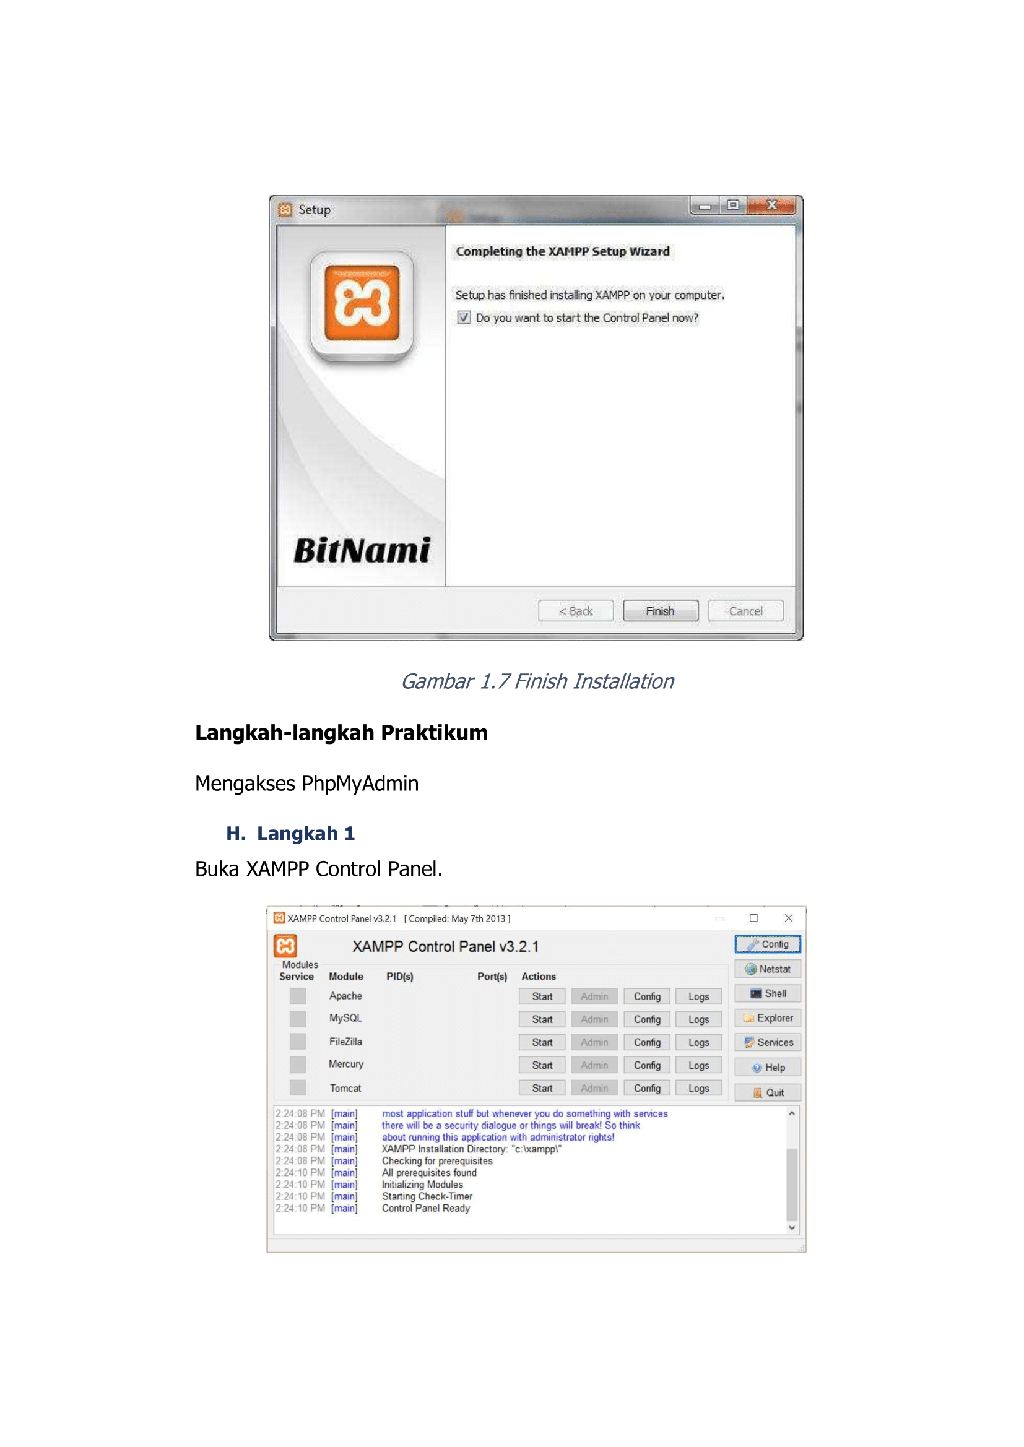 Setup
Completing the XAMPP Setup Wizard
Setup has finished installing XAMPP on your computer.
Do you want to start the Control Panel now?
BitNami
< Back Finish Cancel
Gambar 1.7 Finish Installation
Langkah-langkah Praktikum
Mengakses PhpMyAdmin
H. Langkah 1
Buka XAMPP Control Panel.
XAMPP Control Panel v3.2.1 [ Compiled: May 7th 2013 ]
XAMPP Control Panel v3.2.1
Config
Modules
Service Module PID(s) Port(s) Actions
Netstat
Apache Start Admin Config Logs
Shell
MySQL Start Admin Config Logs
Explorer
FileZilla Start Admin Config Logs
Services
Mercury Start Admin Config Logs
Help
Tomcat Start Admin Config Logs
Quit
2:24:08 PM [main] most application stuff but whenever you do something with services
2:24:08 PM [main] there will be a security dialogue or things will break! So think
2:24:08 PM [main] about running this application with administrator rights!
2:24:08 PM [main] XAMPP Installation Directory: "c:\xampp\"
2:24:08 PM [main] Checking for prerequisites
2:24:10 PM [main] All prerequisites found
2:24:10 PM [main] Initializing Modules
2:24:10 PM [main] Starting Check-Timer
2:24:10 PM [main] Control Panel Ready